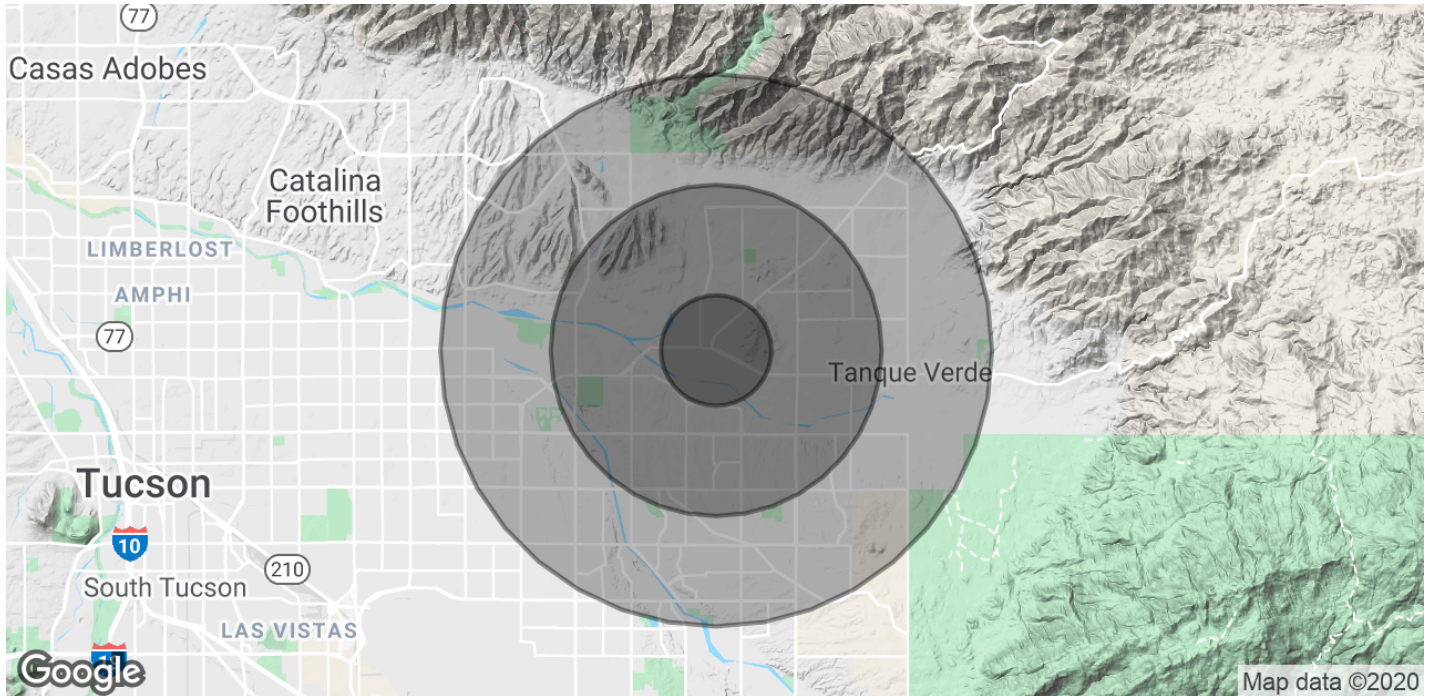 77
Casas Adobes
Catalina
Foothills
LIMBERLOST
AMPHI
77
Tanque Verde
Tucson
10
210
South Tucson
LAS VISTAS
Google
Map data ©2020